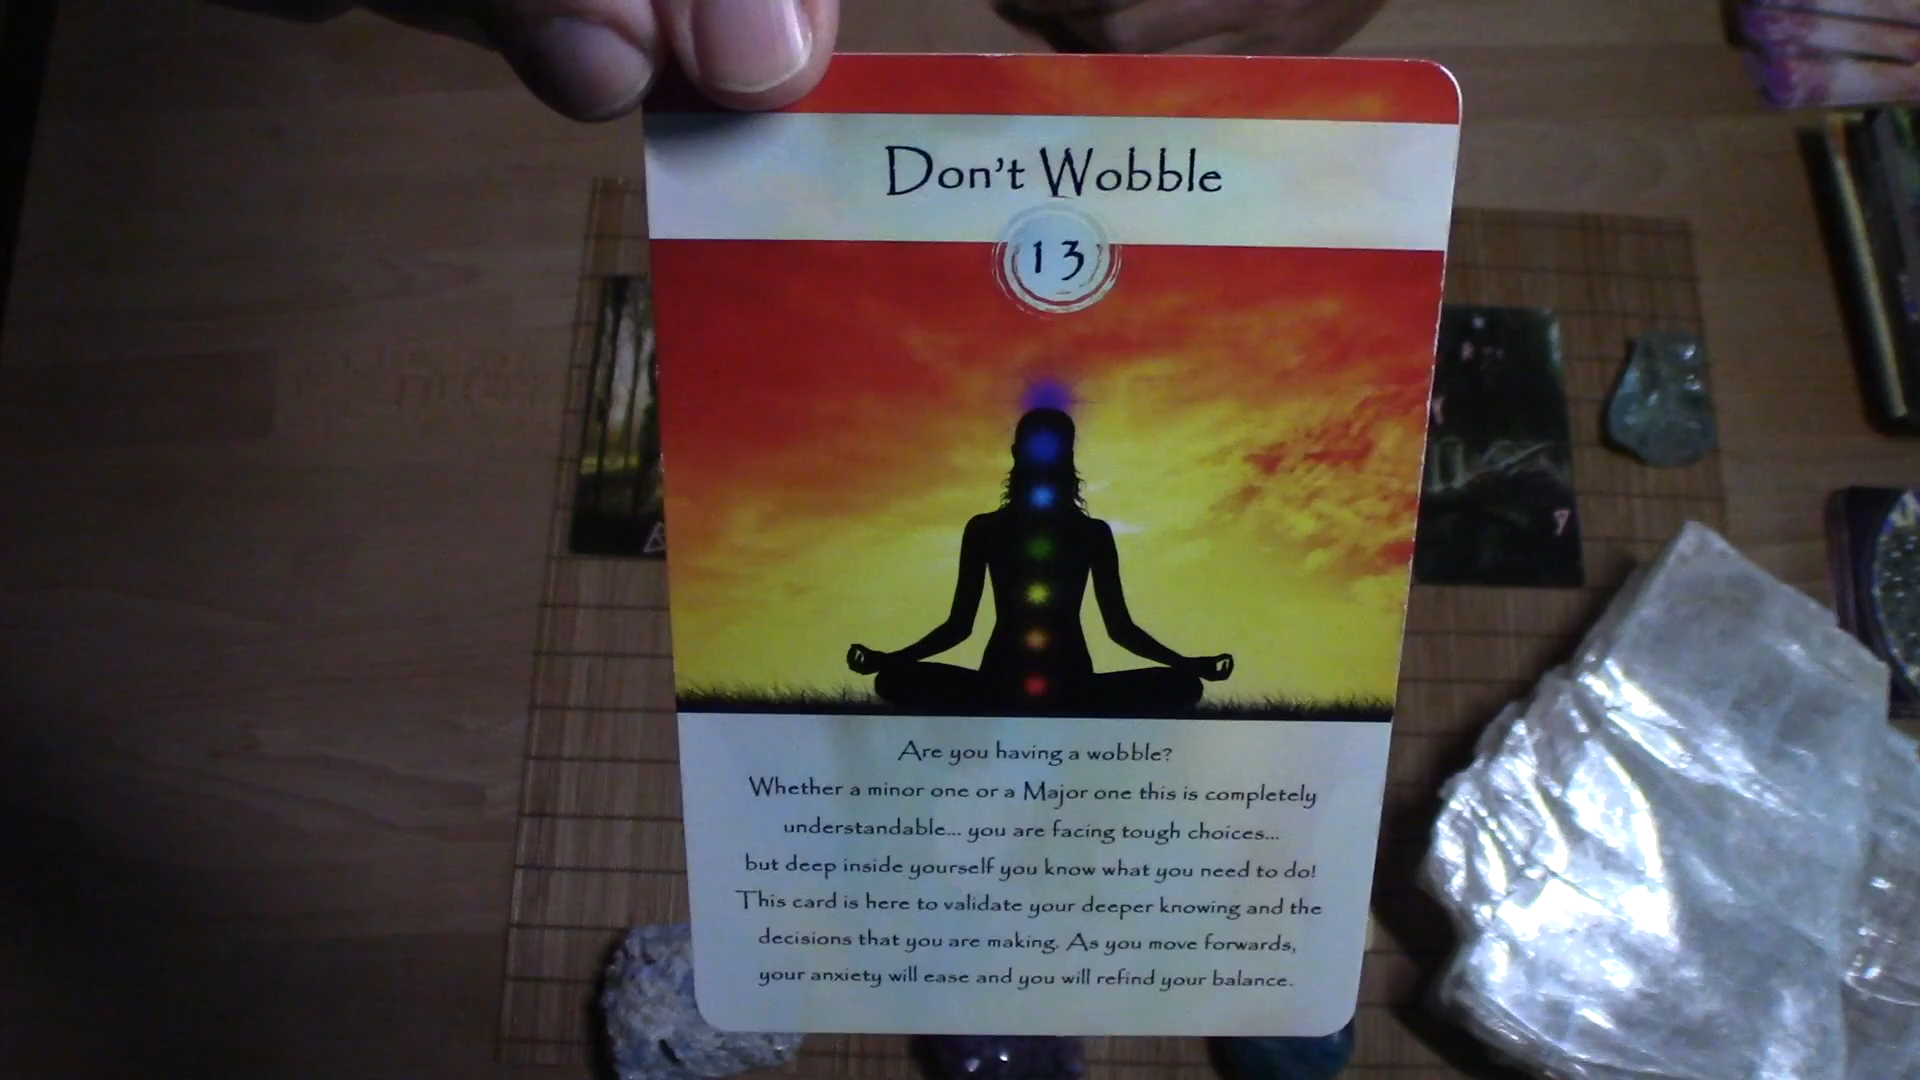 Don't Wobble
13
Are you having a wobble?
Whether a minor one or a Major one this is completely
understandable... you are facing tough choices...
but deep inside yourself you know what you need to do!
This card is here to validate your deeper knowing and the
decisions that you are making. As you move forwards,
your anxiety will ease and you will refind your balance.